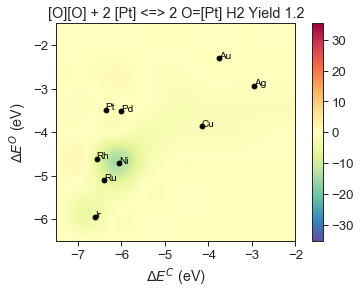 [O][O] + 2 [Pt] <=> 2 O=[Pt] H2 Yield 1.2
−2
−3
−4
−5
−6
ΔE^O (eV)
Au
Ag
Pt
Pd
Cu
Rh
Ni
Ru
Ir
−7
−6
−5
−4
−3
−2
ΔE^C (eV)
30
20
10
0
−10
−20
−30